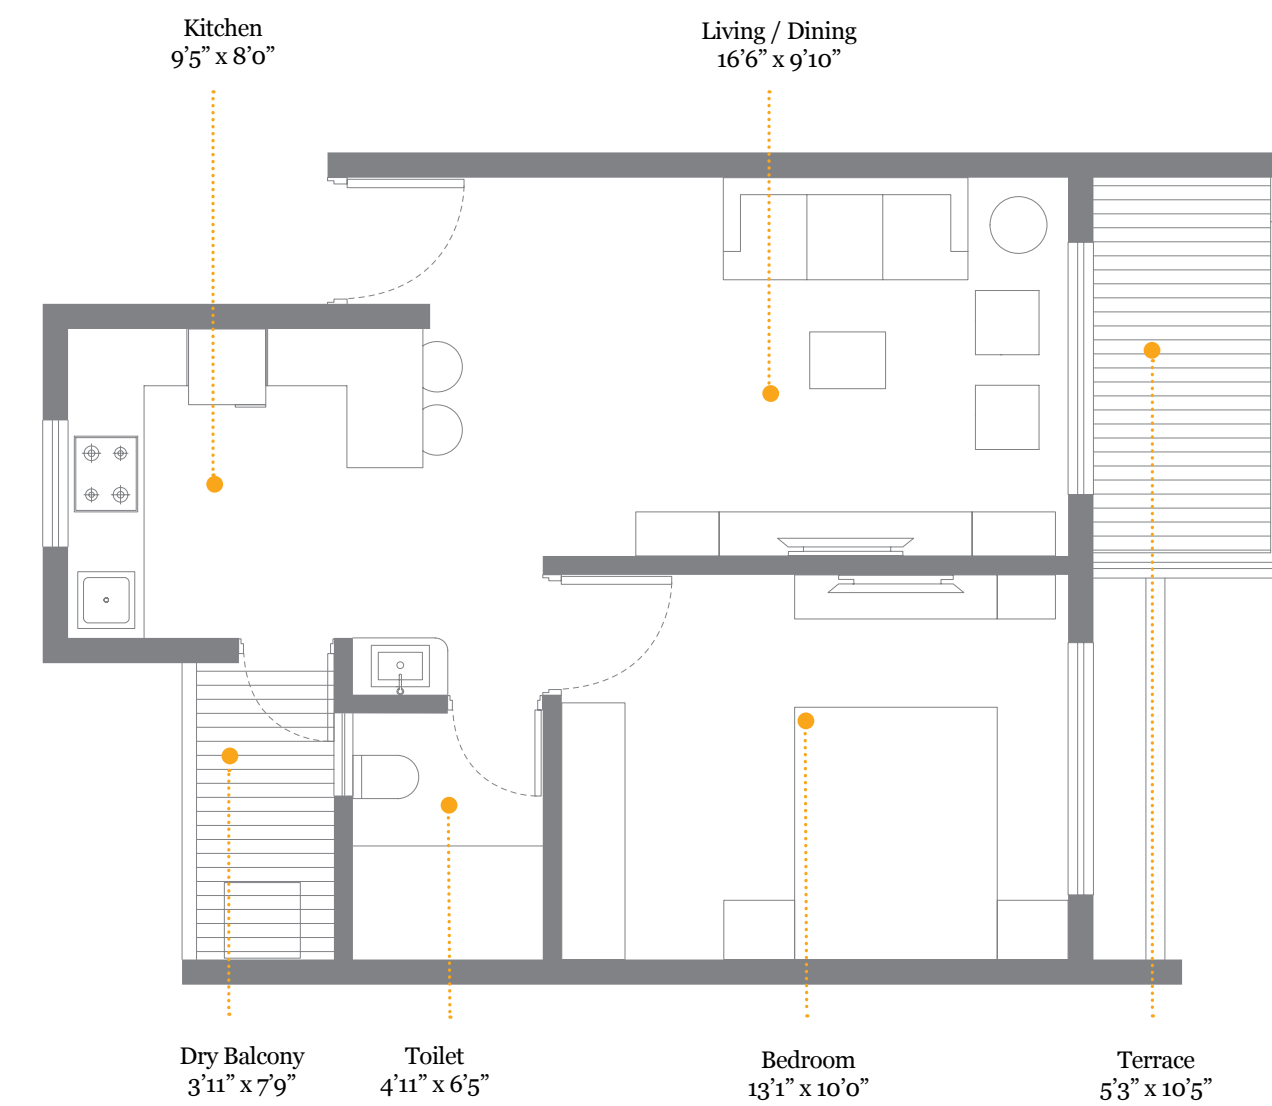 Kitchen
9’5” x 8’0”
Living / Dining
16’6” x 9’10”
Dry Balcony
3’11” x 7’9”
Toilet
4’11” x 6’5”
Bedroom
13’1” x 10’0”
Terrace
5’3” x 10’5”